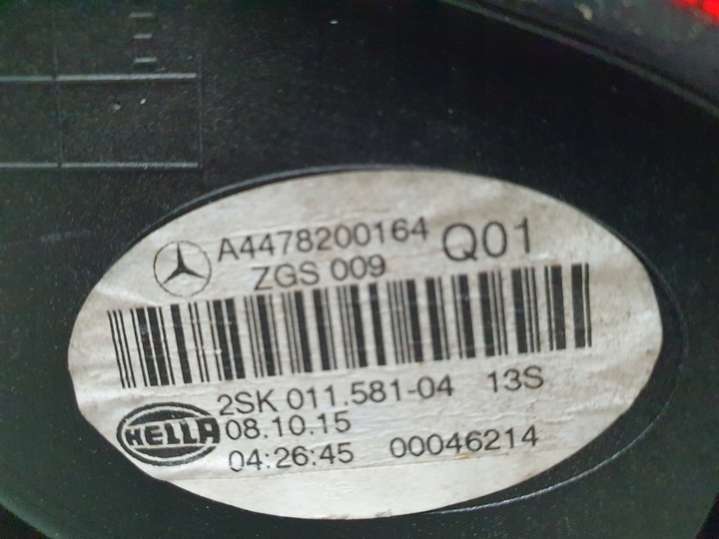 A4478200164 Q01
ZGS 009
2SK 011.581-04 13S
HELLA 08.10.15
04:26:45 00046214